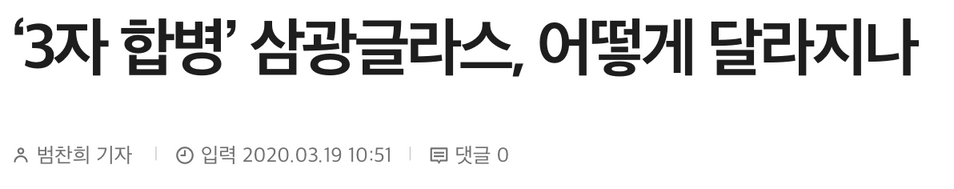 ‘3자 합병’ 삼광글라스, 어떻게 달라지나
범찬희 기자 입력 2020.03.19 10:51 댓글 0